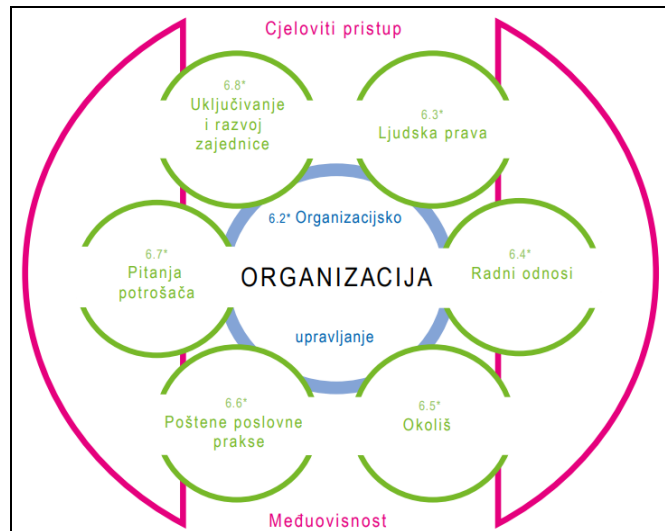 Cjeloviti pristup
6.8*
Uključivanje
i razvoj
zajednice
6.3*
Ljudska prava
6.2* Organizacijsko
6.7*
Pitanja
potrošača
ORGANIZACIJA
6.4*
Radni odnosi
upravljanje
6.6*
Poštene poslovne
prakse
6.5*
Okoliš
Međuovisnost